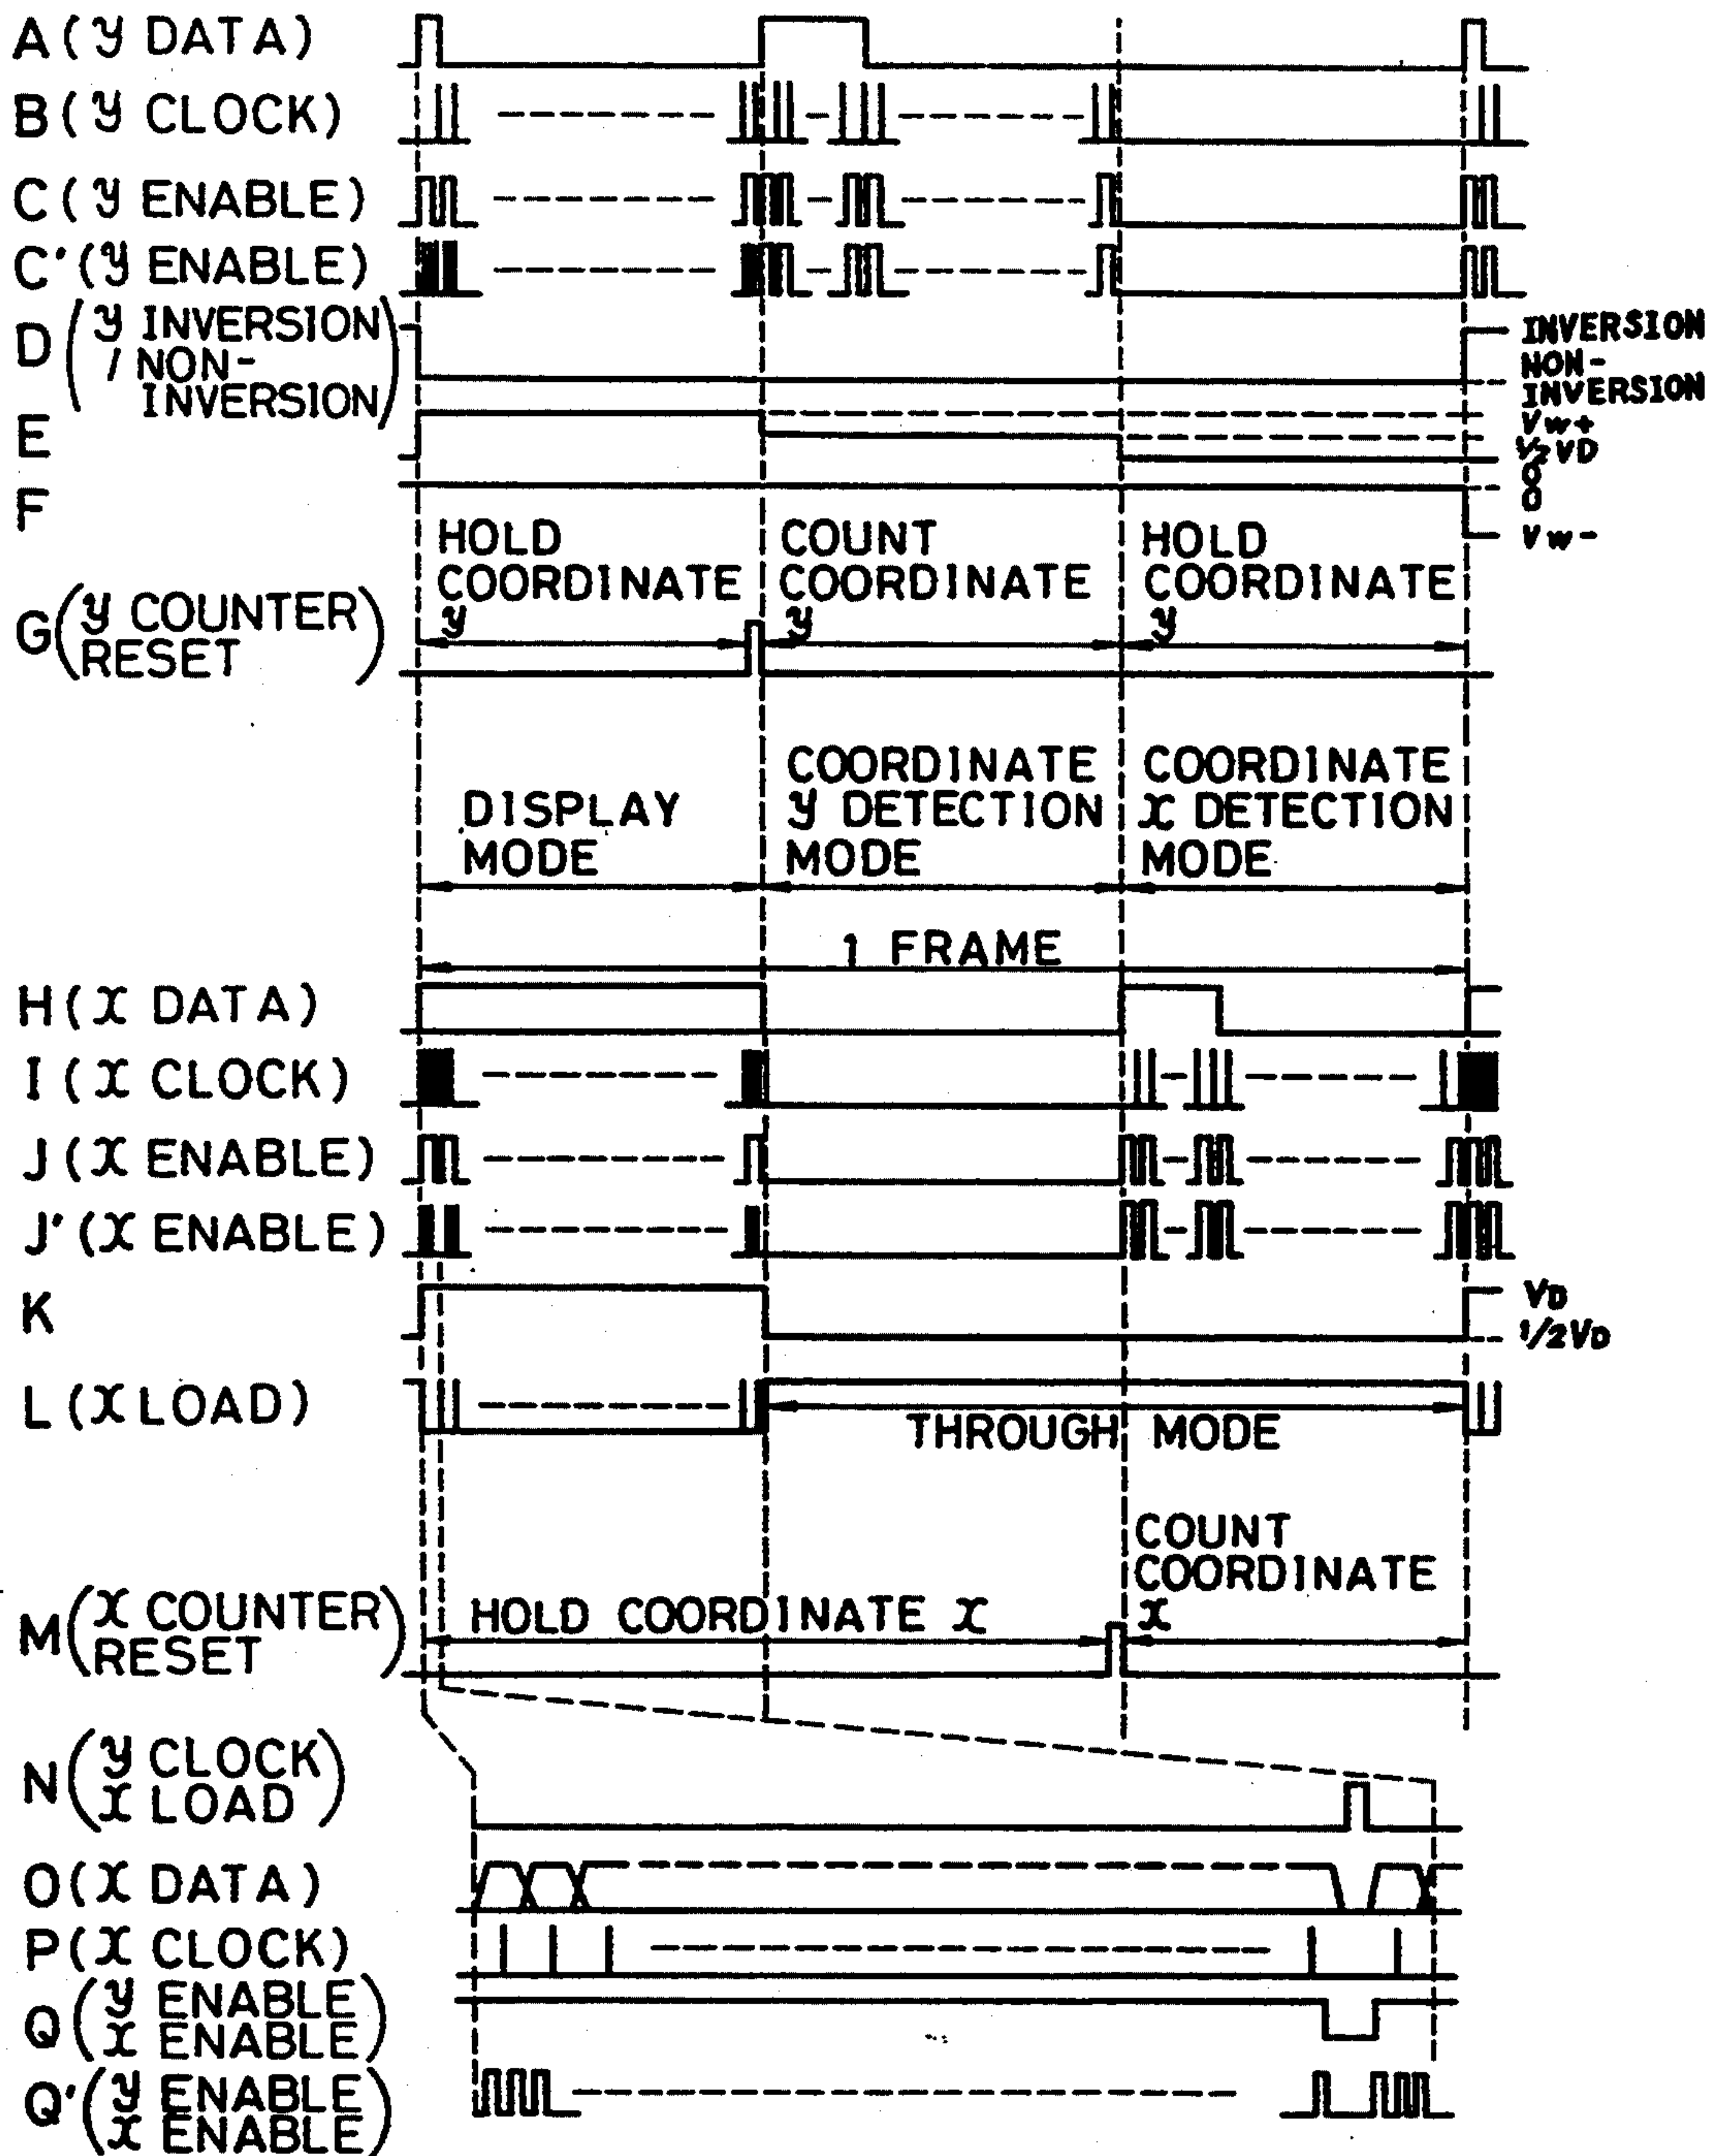 A(y DATA)
B(y CLOCK)
C(y ENABLE)
C'(y ENABLE)
D(y INVERSION
/ NON-
INVERSION)
INVERSION
NON-
INVERSION
E
Vw+
1/2 VD
0
F
0
Vw-
HOLD
COORDINATE
y
COUNT
COORDINATE
y
HOLD
COORDINATE
y
G(y COUNTER
RESET)
DISPLAY
MODE
COORDINATE
y DETECTION
MODE
COORDINATE
x DETECTION
MODE
1 FRAME
H(x DATA)
I(x CLOCK)
J(x ENABLE)
J'(x ENABLE)
K
VD
1/2VD
L(x LOAD)
THROUGH MODE
COUNT
COORDINATE
x
M(x COUNTER
RESET)
HOLD COORDINATE x
N(y CLOCK
x LOAD)
O(x DATA)
P(x CLOCK)
Q(y ENABLE
x ENABLE)
Q'(y ENABLE
x ENABLE)